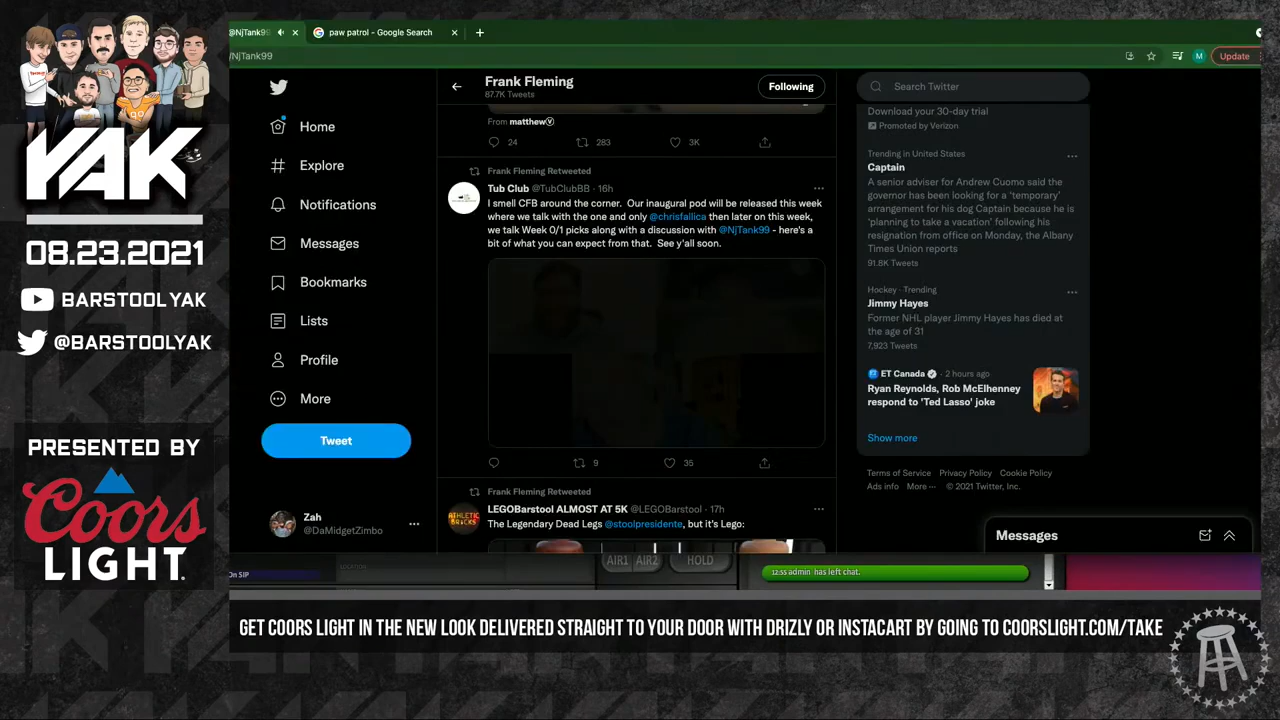 YAK
08.23.2021
BARSTOOLYAK
@BARSTOOLYAK
PRESENTED BY
Coors
LIGHT
@NjTank99
paw patrol - Google Search
/NjTank99
M
Update
Home
Explore
Notifications
Messages
Bookmarks
Lists
Profile
More
Tweet
Zah
@DaMidgetZimbo
Frank Fleming
87.7K Tweets
Following
From matthewⓋ
24
283
3K
Frank Fleming Retweeted
Tub Club @TubClubBB · 16h
I smell CFB around the corner. Our inaugural pod will be released this week
where we talk with the one and only @chrisfallica then later on this week,
we talk Week 0/1 picks along with a discussion with @NjTank99 - here's a
bit of what you can expect from that. See y'all soon.
9
35
Frank Fleming Retweeted
LEGOBarstool ALMOST AT 5K @LEGOBarstool · 17h
ATHLETIC
BRICKS
The Legendary Dead Legs @stoolpresidente, but it's Lego:
Search Twitter
Download your 30-day trial
Promoted by Verizon
Trending in United States
Captain
A senior adviser for Andrew Cuomo said the
governor has been looking for a 'temporary'
arrangement for his dog Captain because he is
'planning to take a vacation' following his
resignation from office on Monday, the Albany
Times Union reports
91.8K Tweets
Hockey · Trending
Jimmy Hayes
Former NHL player Jimmy Hayes has died at
the age of 31
7,923 Tweets
ET Canada · 2 hours ago
Ryan Reynolds, Rob McElhenney
respond to 'Ted Lasso' joke
Show more
Terms of Service Privacy Policy Cookie Policy
Ads info More ··· © 2021 Twitter, Inc.
Messages
On SIP
LOCATION
AIR1 AIR2
HOLD
12:55 admin has left chat.
GET COORS LIGHT IN THE NEW LOOK DELIVERED STRAIGHT TO YOUR DOOR WITH DRIZLY OR INSTACART BY GOING TO COORSLIGHT.COM/TAKE